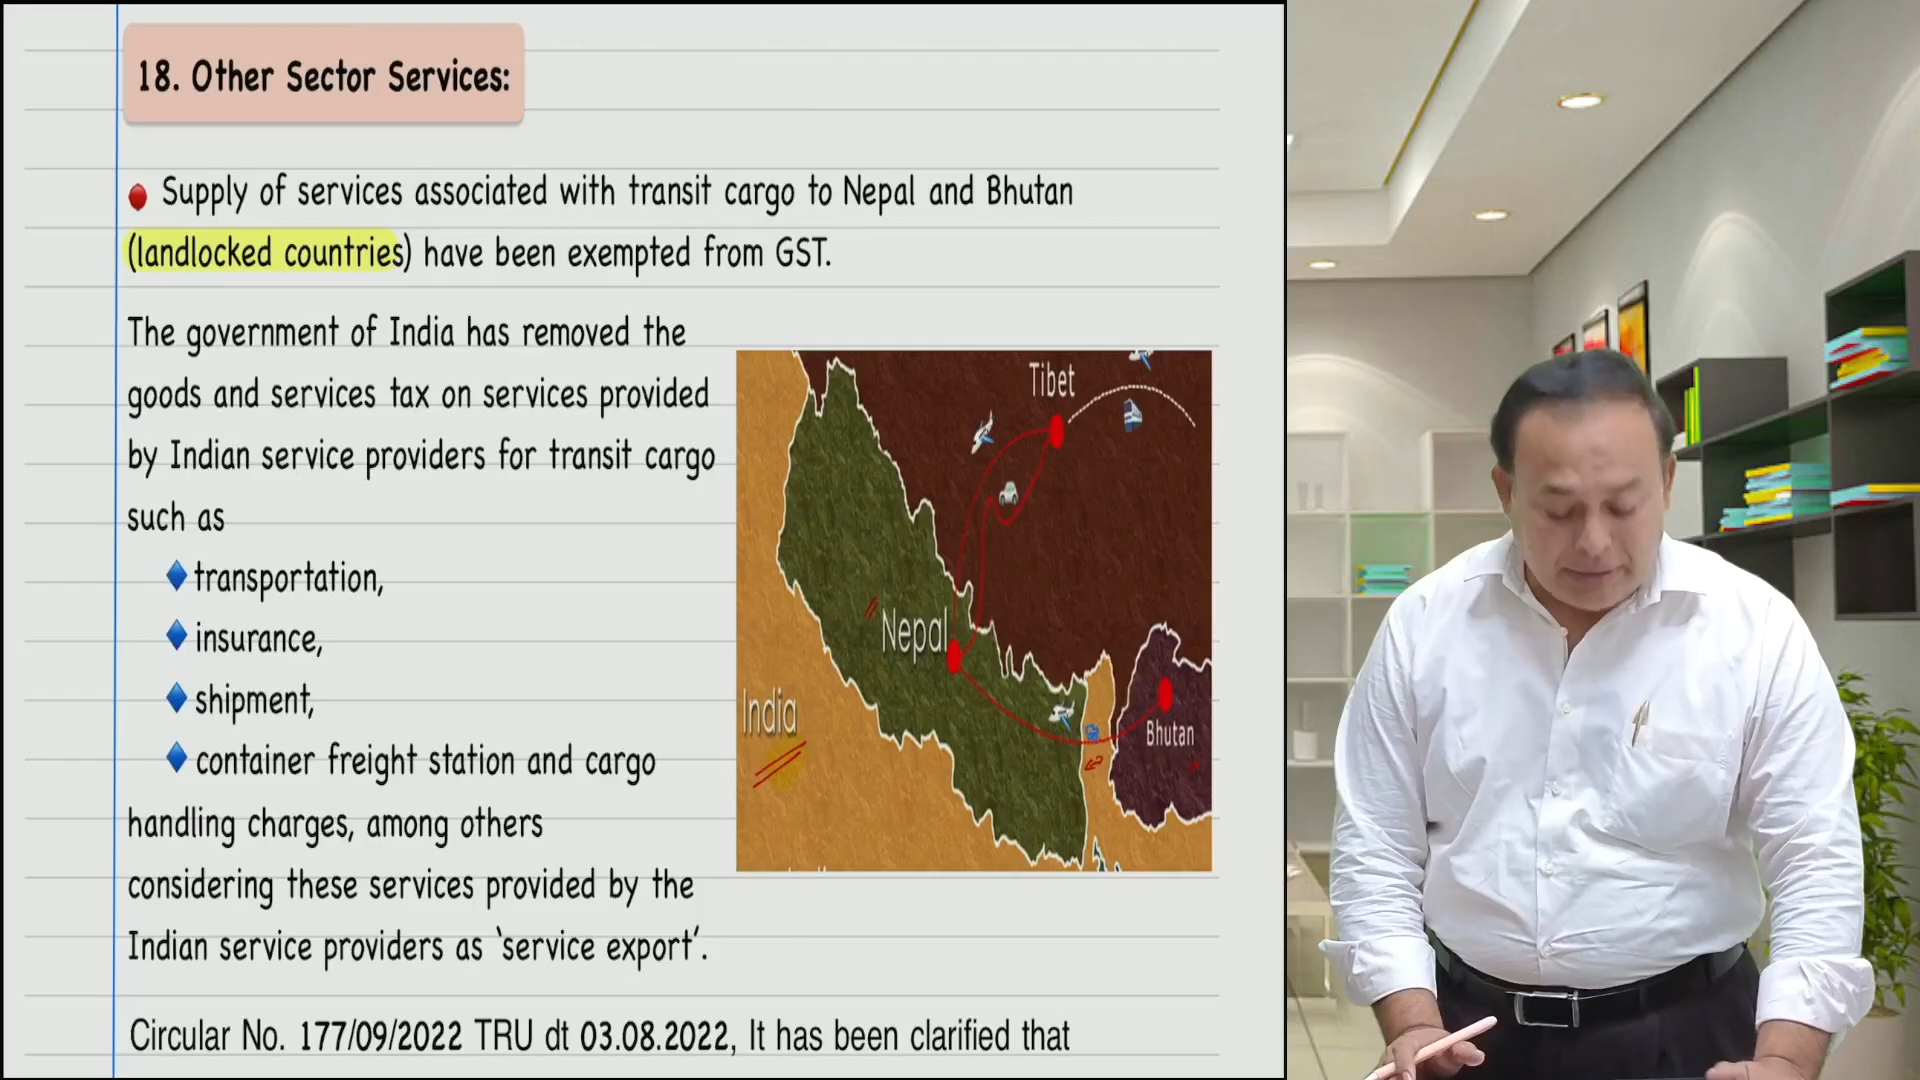 18. Other Sector Services:
Supply of services associated with transit cargo to Nepal and Bhutan
(landlocked countries) have been exempted from GST.
The government of India has removed the
goods and services tax on services provided
by Indian service providers for transit cargo
such as
transportation,
insurance,
shipment,
container freight station and cargo
handling charges, among others
considering these services provided by the
Indian service providers as ‘service export’.
Tibet
Nepal
India
Bhutan
Circular No. 177/09/2022 TRU dt 03.08.2022, It has been clarified that